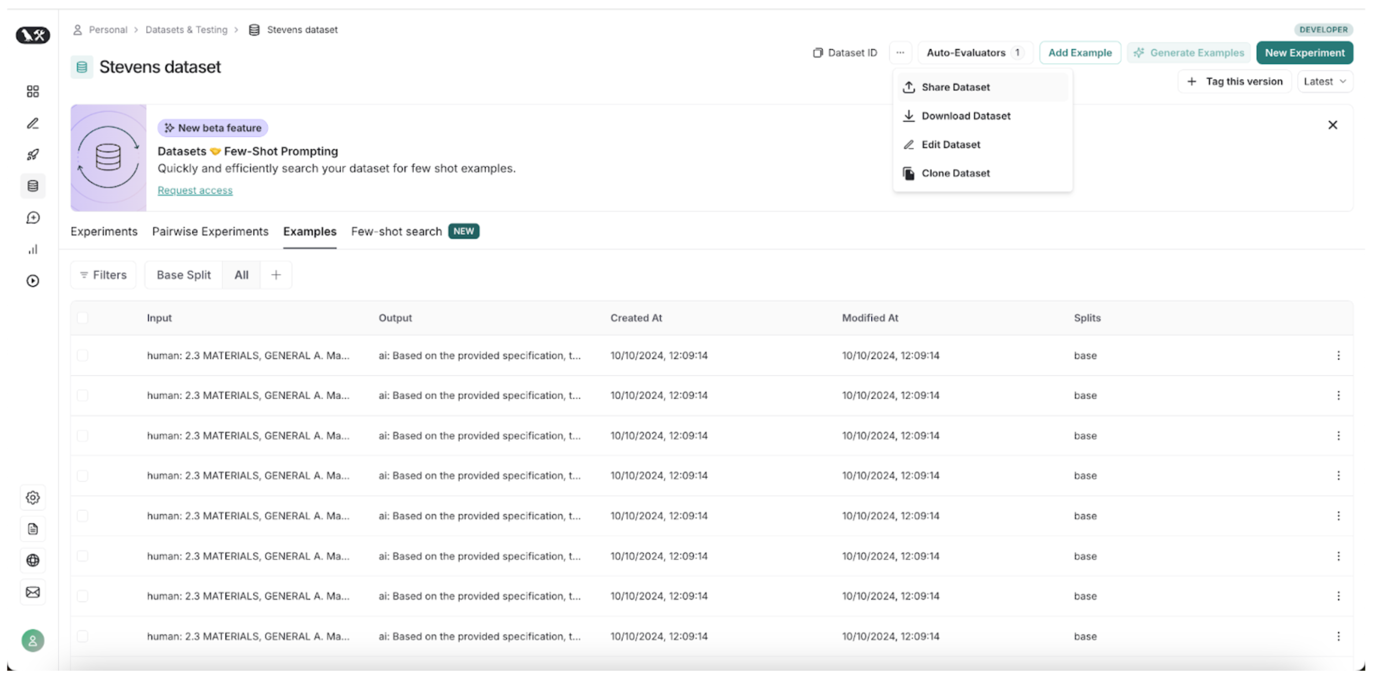 Personal > Datasets & Testing > Stevens dataset
DEVELOPER
Stevens dataset
Dataset ID
...
Auto-Evaluators 1
Add Example
Generate Examples
New Experiment
+ Tag this version
Latest
Share Dataset
Download Dataset
Edit Dataset
Clone Dataset
New beta feature
Datasets 🤝 Few-Shot Prompting
Quickly and efficiently search your dataset for few shot examples.
Request access
Experiments Pairwise Experiments Examples Few-shot search NEW
Filters Base Split All +
Input Output Created At Modified At Splits
human: 2.3 MATERIALS, GENERAL A. Ma... ai: Based on the provided specification, t... 10/10/2024, 12:09:14 10/10/2024, 12:09:14 base
human: 2.3 MATERIALS, GENERAL A. Ma... ai: Based on the provided specification, t... 10/10/2024, 12:09:14 10/10/2024, 12:09:14 base
human: 2.3 MATERIALS, GENERAL A. Ma... ai: Based on the provided specification, t... 10/10/2024, 12:09:14 10/10/2024, 12:09:14 base
human: 2.3 MATERIALS, GENERAL A. Ma... ai: Based on the provided specification, t... 10/10/2024, 12:09:14 10/10/2024, 12:09:14 base
human: 2.3 MATERIALS, GENERAL A. Ma... ai: Based on the provided specification, t... 10/10/2024, 12:09:14 10/10/2024, 12:09:14 base
human: 2.3 MATERIALS, GENERAL A. Ma... ai: Based on the provided specification, t... 10/10/2024, 12:09:14 10/10/2024, 12:09:14 base
human: 2.3 MATERIALS, GENERAL A. Ma... ai: Based on the provided specification, t... 10/10/2024, 12:09:14 10/10/2024, 12:09:14 base
human: 2.3 MATERIALS, GENERAL A. Ma... ai: Based on the provided specification, t... 10/10/2024, 12:09:14 10/10/2024, 12:09:14 base